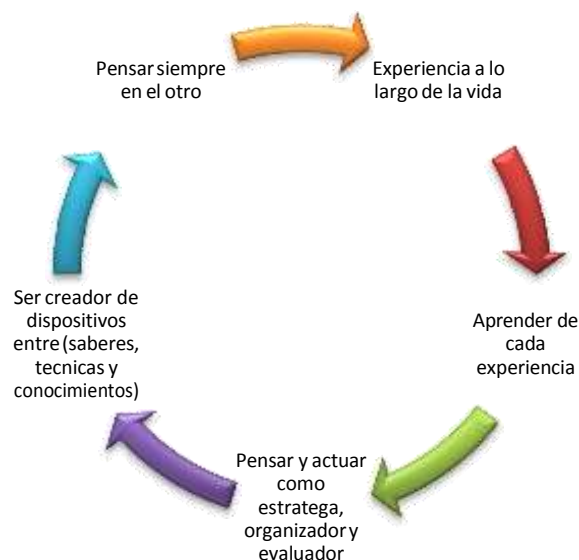 Pensar siempre
en el otro
Experiencia a lo
largo de la vida
Aprender de
cada
experiencia
Pensar y actuar
como
estratega,
organizador y
evaluador
Ser creador de
dispositivos
entre (saberes,
tecnicas y
conocimientos)